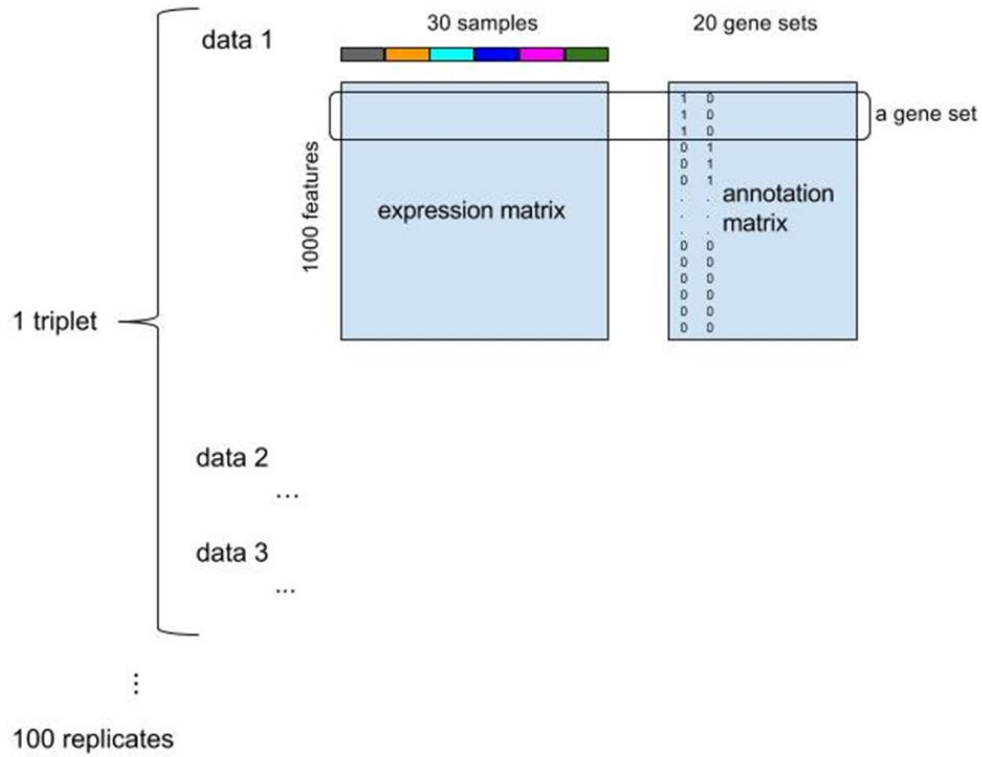 30 samples
20 gene sets
data 1
1 0
a gene set
1 0
1 0
0 1
0 1
0 1
. .
annotation
. .
matrix
. .
expression matrix
1000 features
0 0
0 0
0 0
0 0
0 0
0 0
1 triplet
data 2
...
data 3
...
⋮
100 replicates